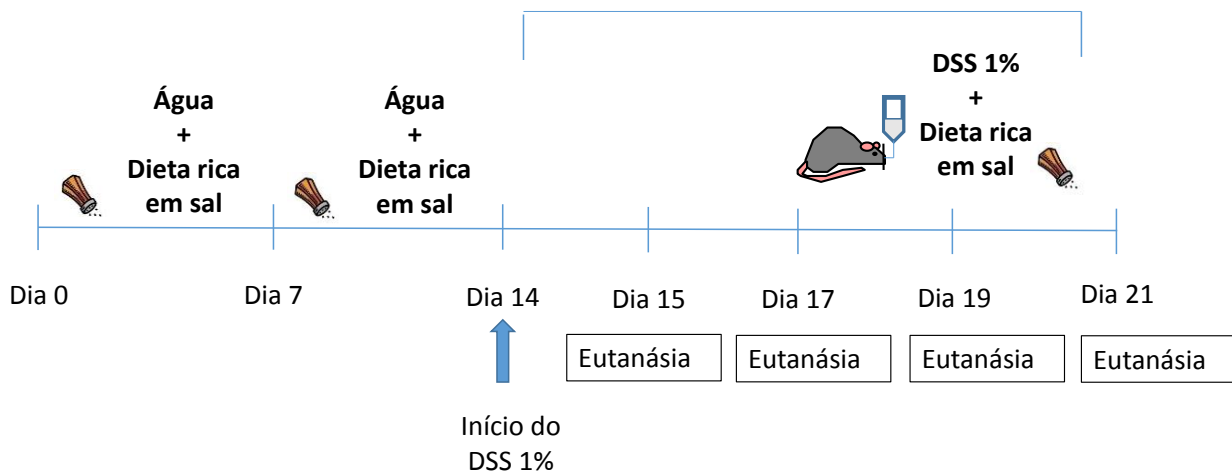 Água
+
Dieta rica
em sal
Água
+
Dieta rica
em sal
DSS 1%
+
Dieta rica
em sal
Dia 0
Dia 7
Dia 14
Dia 15
Dia 17
Dia 19
Dia 21
Eutanásia
Eutanásia
Eutanásia
Eutanásia
Início do
DSS 1%